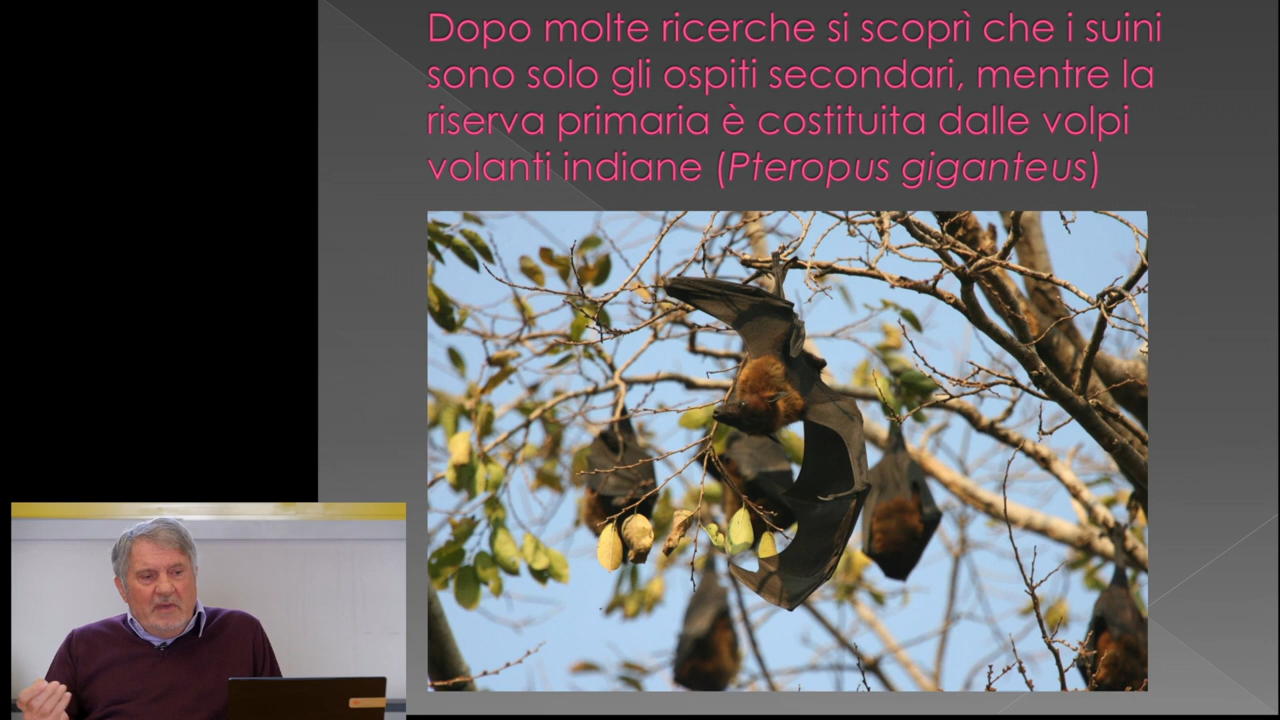 Dopo molte ricerche si scoprì che i suini
sono solo gli ospiti secondari, mentre la
riserva primaria è costituita dalle volpi
volanti indiane (Pteropus giganteus)